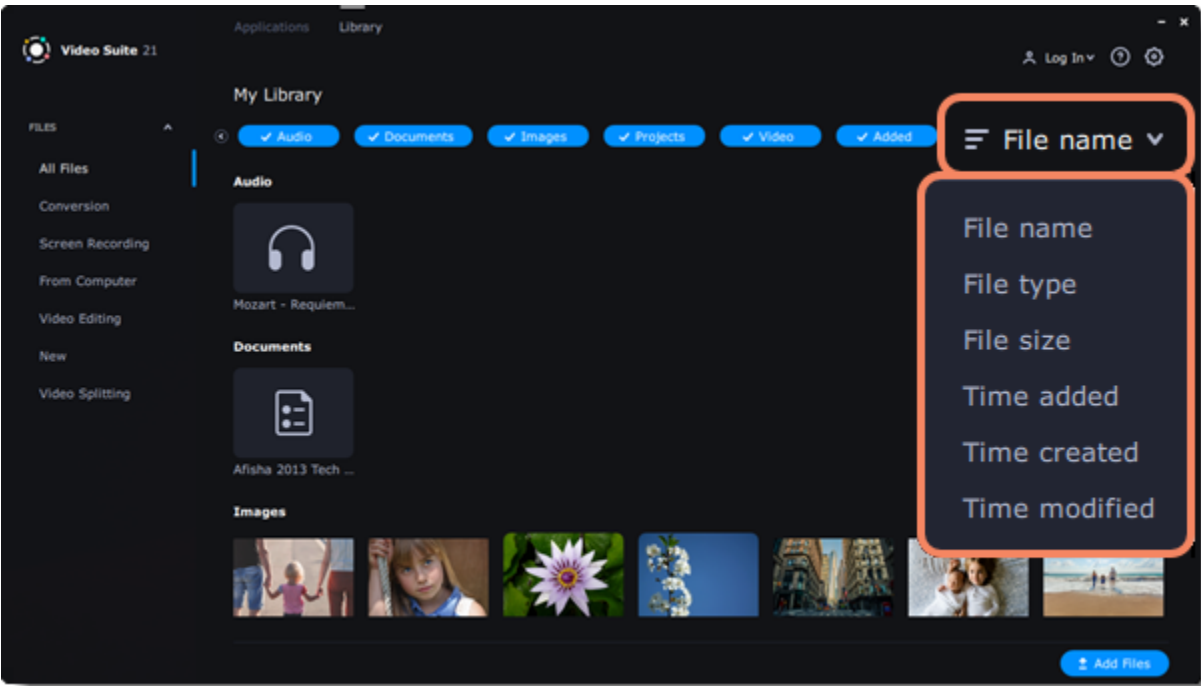 Applications Library
Video Suite 21
Log In
My Library
FILES
Audio Documents Images Projects Video Added
File name
All Files
Conversion
Screen Recording
From Computer
Video Editing
New
Video Splitting
Audio
Mozart - Requiem...
Documents
Afisha 2013 Tech ...
Images
File name
File type
File size
Time added
Time created
Time modified
Add Files